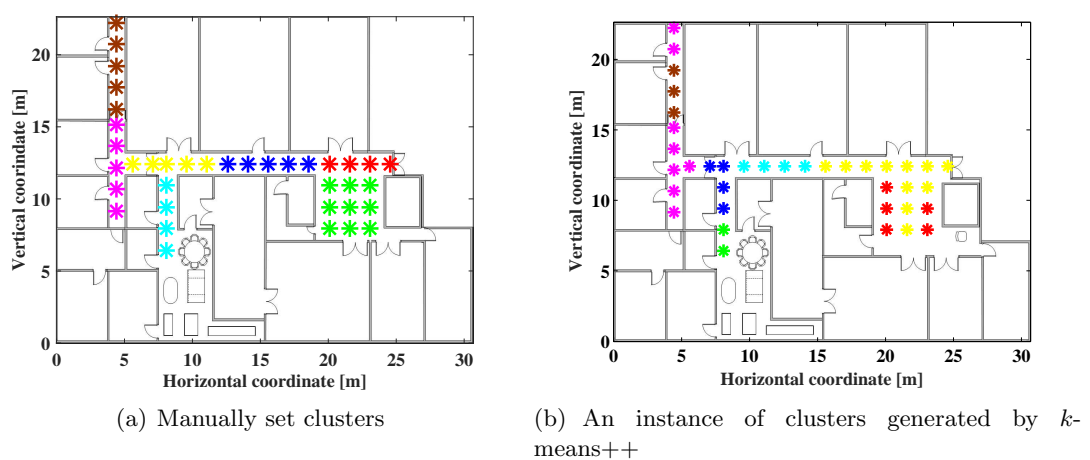 Vertical coorindate [m]
20
15
10
5
0
0 5 10 15 20 25 30
Horizontal coordinate [m]
(a) Manually set clusters
Vertical coordinate [m]
20
15
10
5
0
0 5 10 15 20 25 30
Horizontal coordinate [m]
(b) An instance of clusters generated by k-
means++